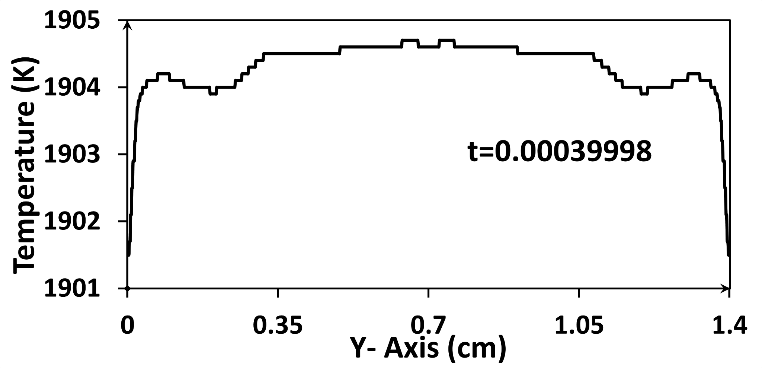 Temperature (K)
1905
1904
1903
1902
1901
t=0.00039998
0 0.35 0.7 1.05 1.4
Y- Axis (cm)